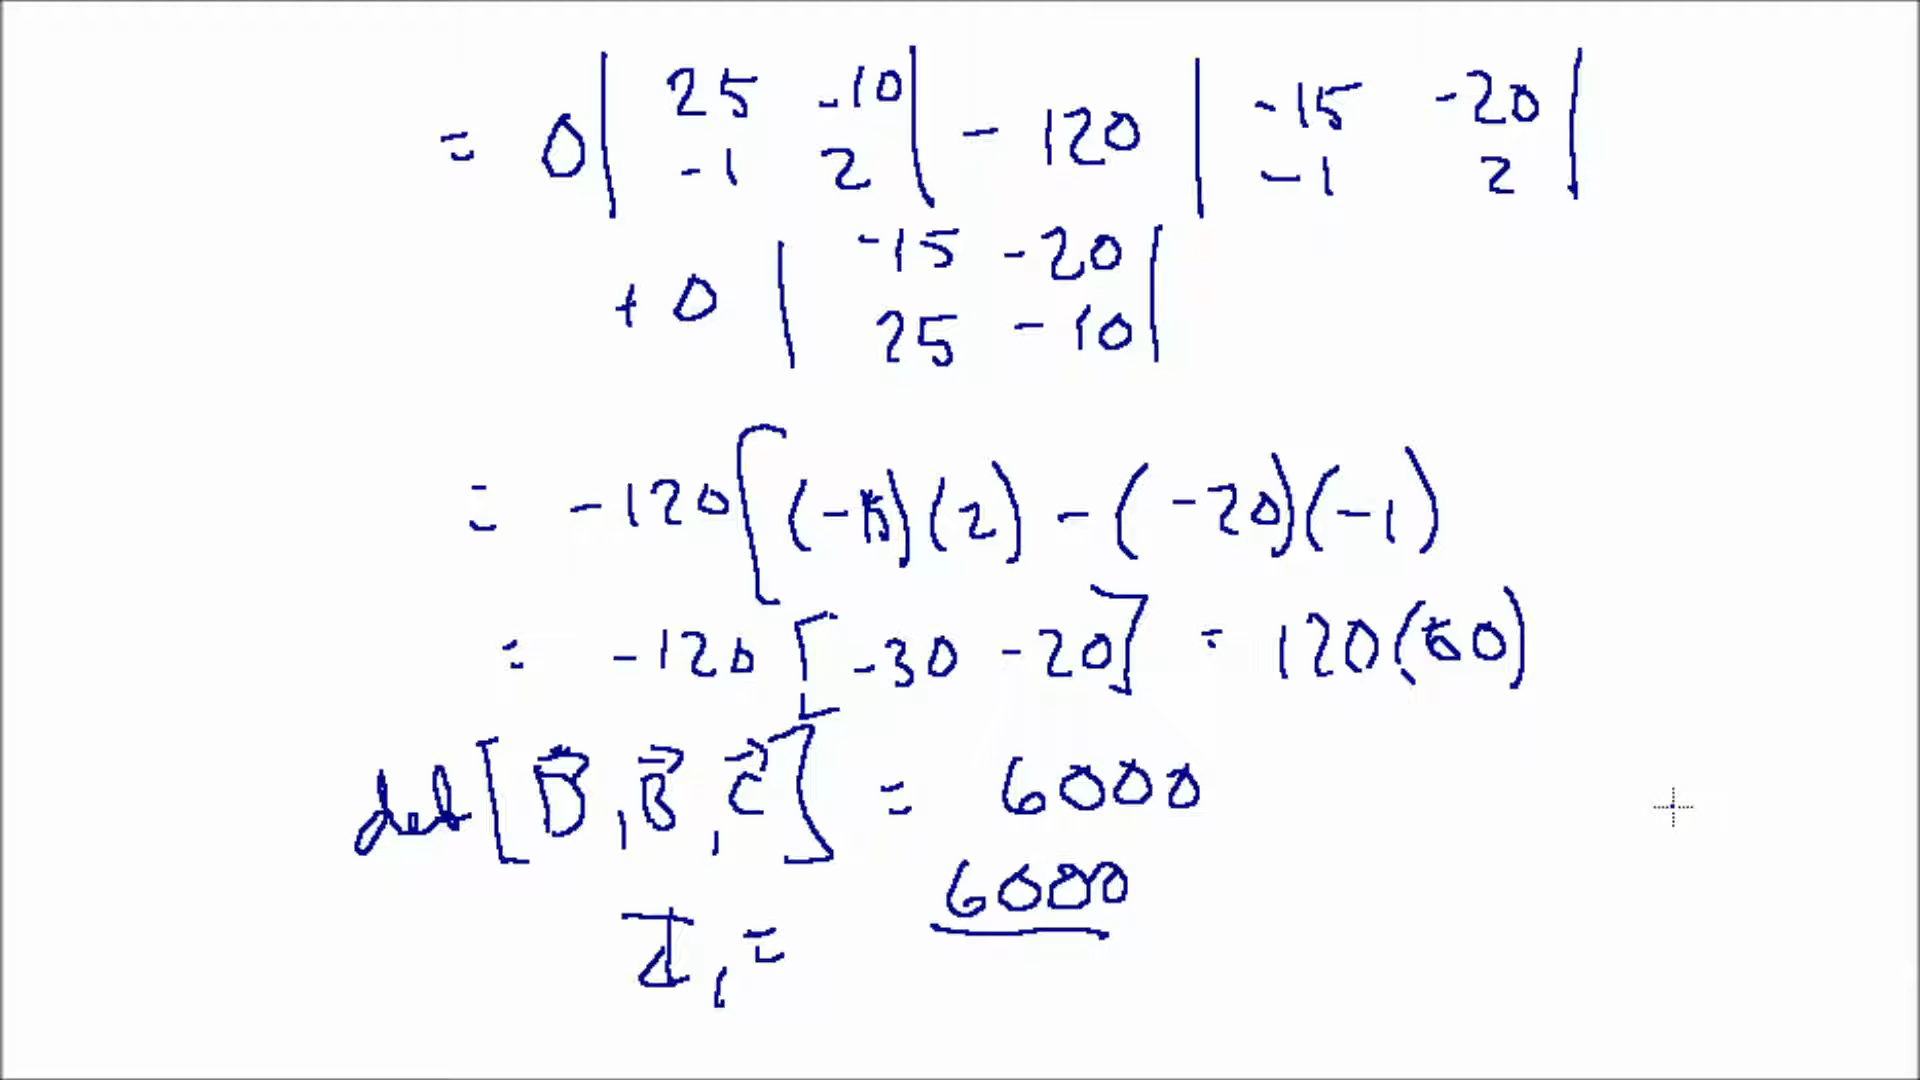 = 0 | 25 -10 | - 120 | -15 -20 |
-1 2 -1 2
+ 0 | -15 -20 |
25 -10
= -120 [ (-15)(2) - (-20)(-1)
= -120 [ -30 -20 ] = 120(50)
det [ D⃗, B⃗, C⃗ ] = 6000
I₁ = 6000